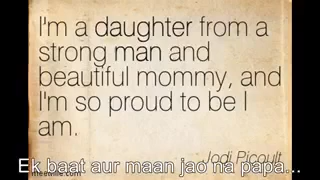 I'm a daughter from a
strong man and
beautiful mommy, and
I'm so proud to be I
am.
Jodi Picoult
Ek baat aur maan jao na papa...